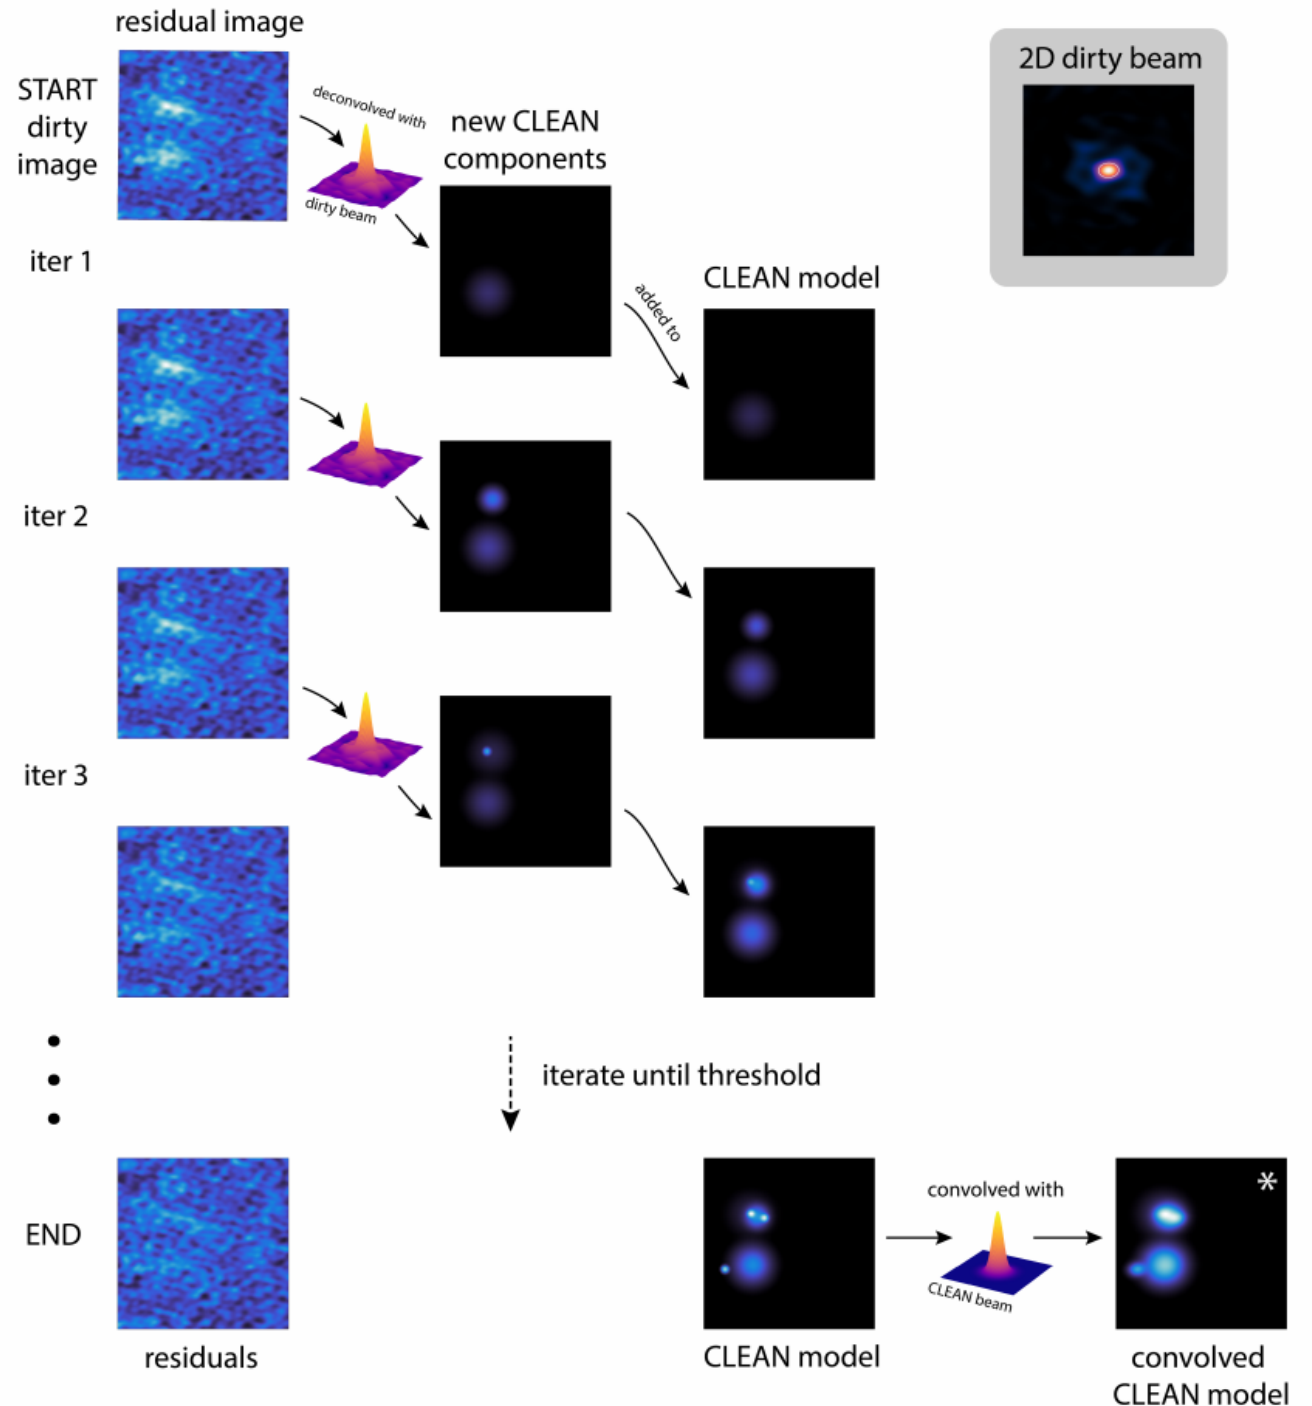 residual image
START
dirty
image
deconvolved with
dirty beam
new CLEAN
components
2D dirty beam
iter 1
added to
CLEAN model
iter 2
iter 3
iterate until threshold
END
residuals
CLEAN model
convolved with
CLEAN beam
*
convolved
CLEAN model